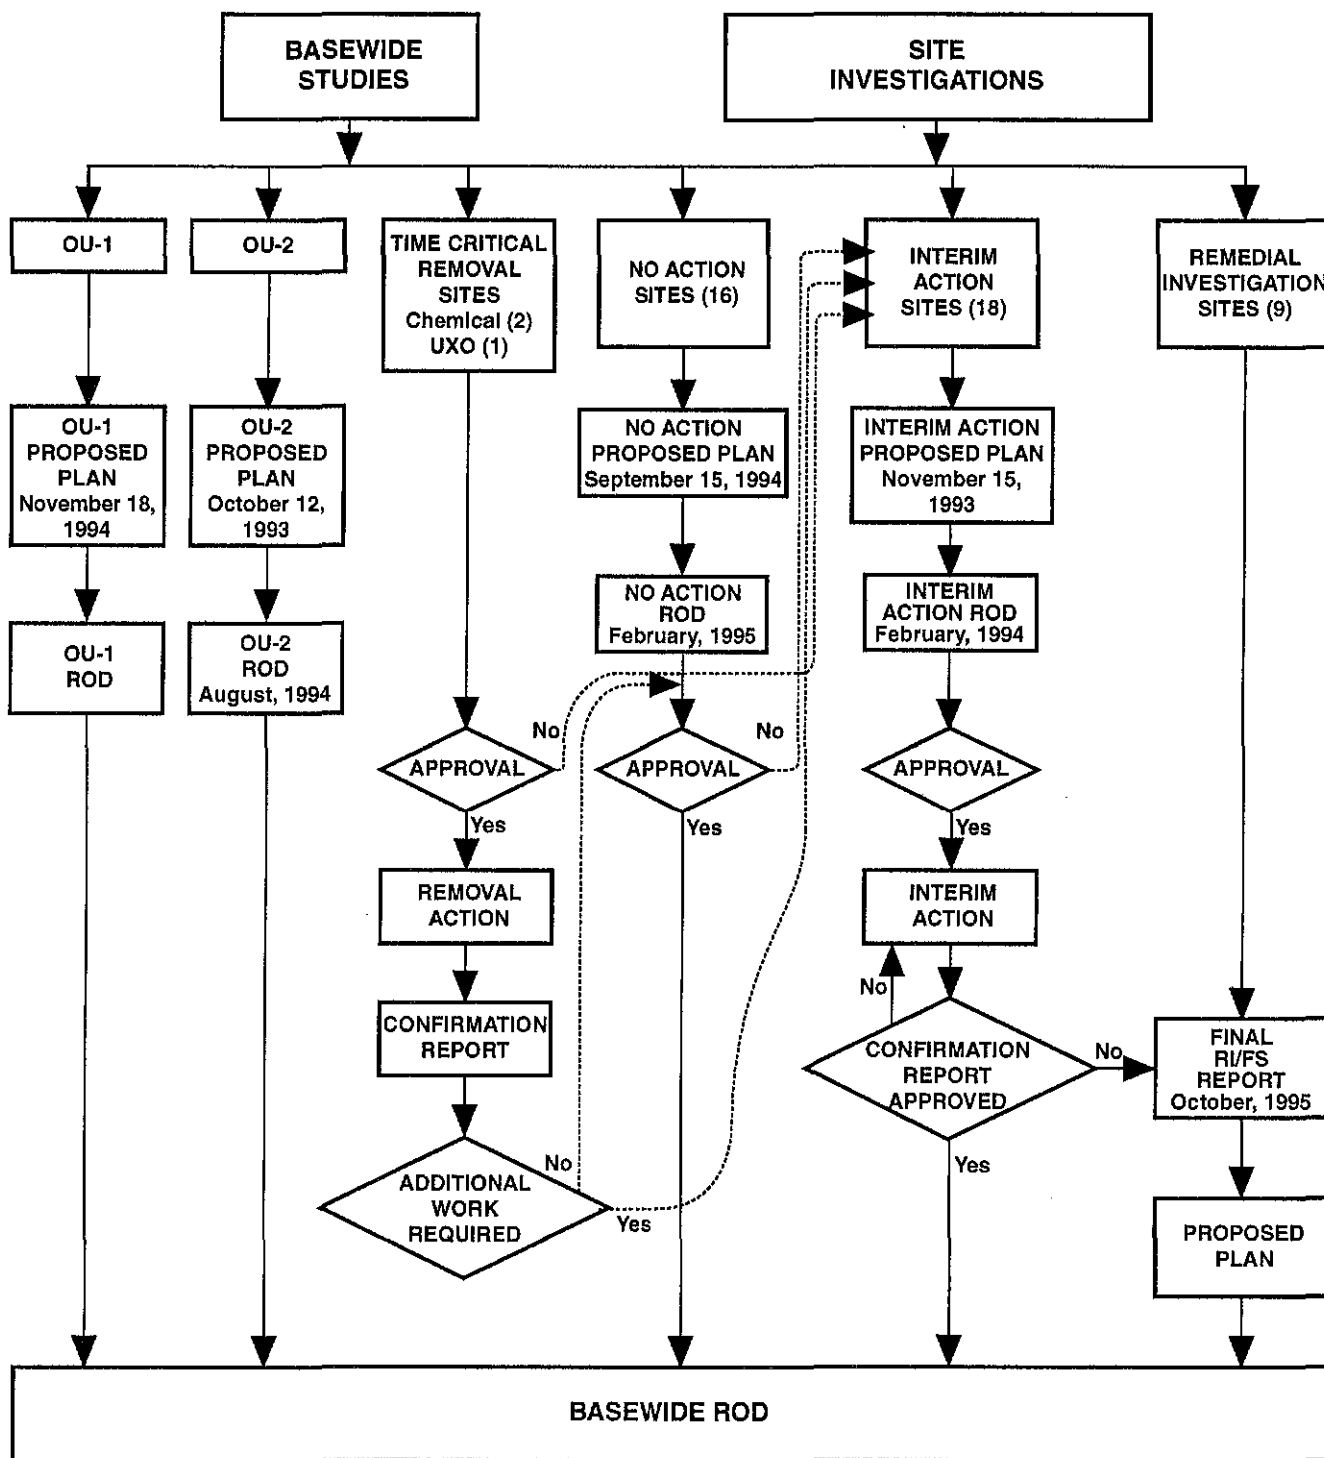 BASEWIDE
STUDIES
SITE
INVESTIGATIONS
OU-1
OU-2
TIME CRITICAL
REMOVAL
SITES
Chemical (2)
UXO (1)
NO ACTION
SITES (16)
INTERIM
ACTION
SITES (18)
REMEDIAL
INVESTIGATION
SITES (9)
OU-1
PROPOSED
PLAN
November 18,
1994
OU-2
PROPOSED
PLAN
October 12,
1993
NO ACTION
PROPOSED PLAN
September 15, 1994
INTERIM ACTION
PROPOSED PLAN
November 15,
1993
OU-1
ROD
OU-2
ROD
August, 1994
NO ACTION
ROD
February, 1995
INTERIM
ACTION ROD
February, 1994
No
No
APPROVAL
APPROVAL
APPROVAL
Yes
Yes
Yes
REMOVAL
ACTION
INTERIM
ACTION
No
CONFIRMATION
REPORT
CONFIRMATION
REPORT
APPROVED
No
FINAL
RI/FS
REPORT
October, 1995
Yes
No
ADDITIONAL
WORK
REQUIRED
Yes
PROPOSED
PLAN
BASEWIDE ROD